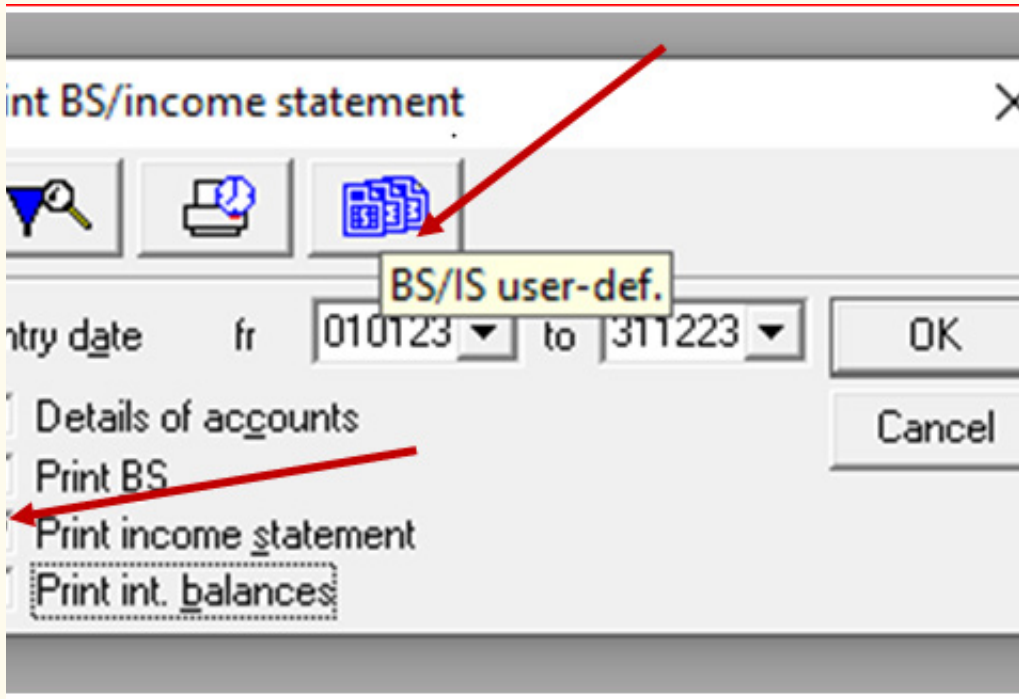 int BS/income statement
BS/IS user-def.
ntry date fr 010123 to 311223 OK
Details of accounts Cancel
Print BS
Print income statement
Print int. balances